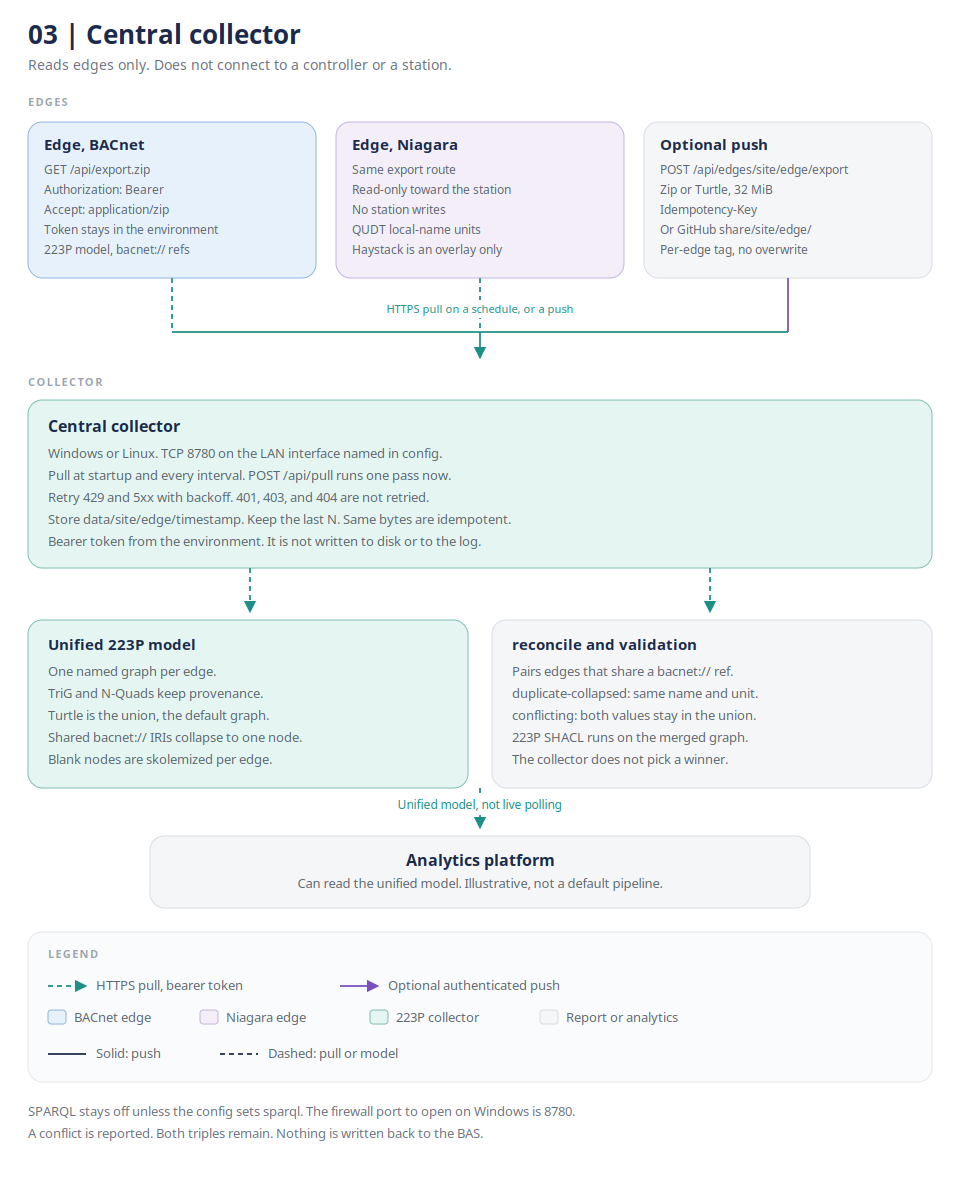 03 | Central collector
Reads edges only. Does not connect to a controller or a station.
EDGES
Edge, BACnet
GET /api/export.zip
Authorization: Bearer
Accept: application/zip
Token stays in the environment
223P model, bacnet:// refs
Edge, Niagara
Same export route
Read-only toward the station
No station writes
QUDT local-name units
Haystack is an overlay only
Optional push
POST /api/edges/site/edge/export
Zip or Turtle, 32 MiB
Idempotency-Key
Or GitHub share/site/edge/
Per-edge tag, no overwrite
HTTPS pull on a schedule, or a push
COLLECTOR
Central collector
Windows or Linux. TCP 8780 on the LAN interface named in config.
Pull at startup and every interval. POST /api/pull runs one pass now.
Retry 429 and 5xx with backoff. 401, 403, and 404 are not retried.
Store data/site/edge/timestamp. Keep the last N. Same bytes are idempotent.
Bearer token from the environment. It is not written to disk or to the log.
Unified 223P model
One named graph per edge.
TriG and N-Quads keep provenance.
Turtle is the union, the default graph.
Shared bacnet:// IRIs collapse to one node.
Blank nodes are skolemized per edge.
reconcile and validation
Pairs edges that share a bacnet:// ref.
duplicate-collapsed: same name and unit.
conflicting: both values stay in the union.
223P SHACL runs on the merged graph.
The collector does not pick a winner.
Unified model, not live polling
Analytics platform
Can read the unified model. Illustrative, not a default pipeline.
LEGEND
HTTPS pull, bearer token
Optional authenticated push
BACnet edge
Niagara edge
223P collector
Report or analytics
Solid: push
Dashed: pull or model
SPARQL stays off unless the config sets sparql. The firewall port to open on Windows is 8780.
A conflict is reported. Both triples remain. Nothing is written back to the BAS.